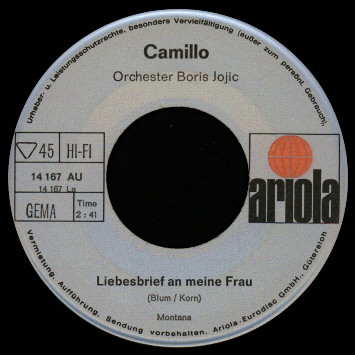 Urheber- u. Leistungsschutzrechte, besonders Vervielfältigung (außer zum persönl. Gebrauch),
Camillo
Orchester Boris Jojic
▽45 HI-FI
14 167 AU
14 167 La
GEMA
Time
2 : 41
ariola
Liebesbrief an meine Frau
(Blum / Korn)
Montana
Vermietung, Aufführung, Sendung vorbehalten. Ariola-Eurodisc GmbH., Gütersloh